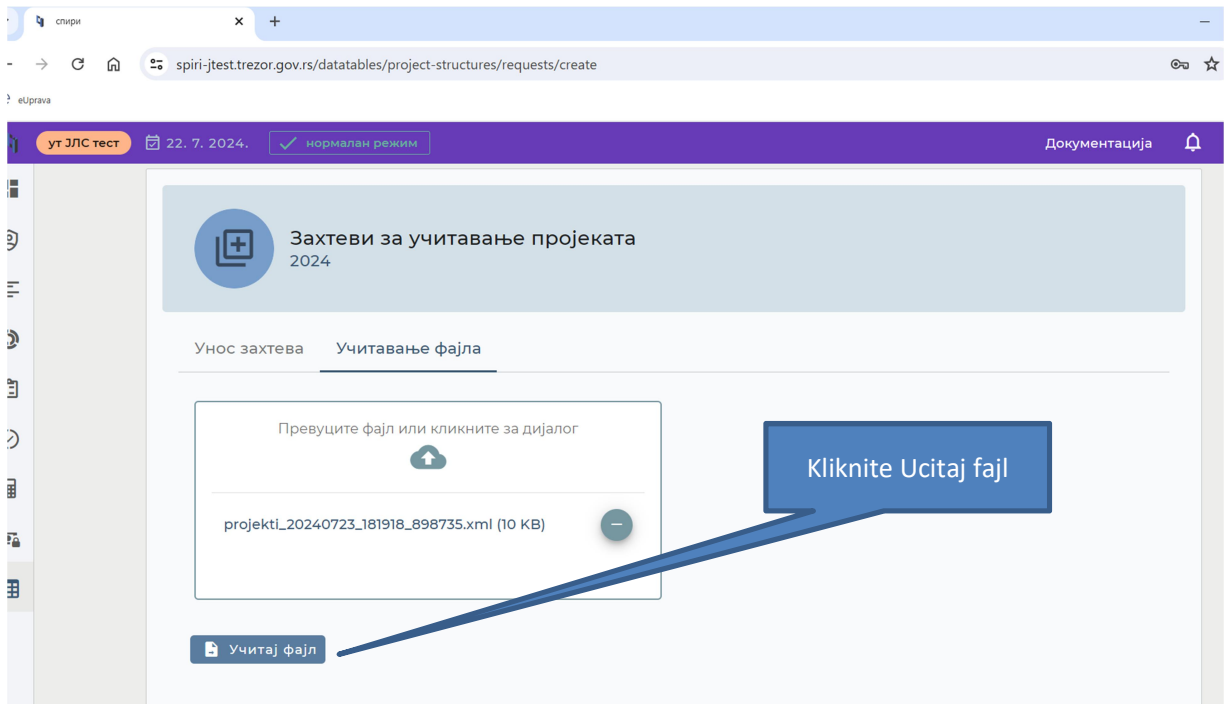 спири
spiri-jtest.trezor.gov.rs/datatables/project-structures/requests/create
eUprava
ут ЈЛС тест
22. 7. 2024.
нормалан режим
Документација
Захтеви за учитавање пројеката
2024
Унос захтева
Учитавање фајла
Превуците фајл или кликните за дијалог
projekti_20240723_181918_898735.xml (10 KB)
Kliknite Ucitaj fajl
Учитај фајл